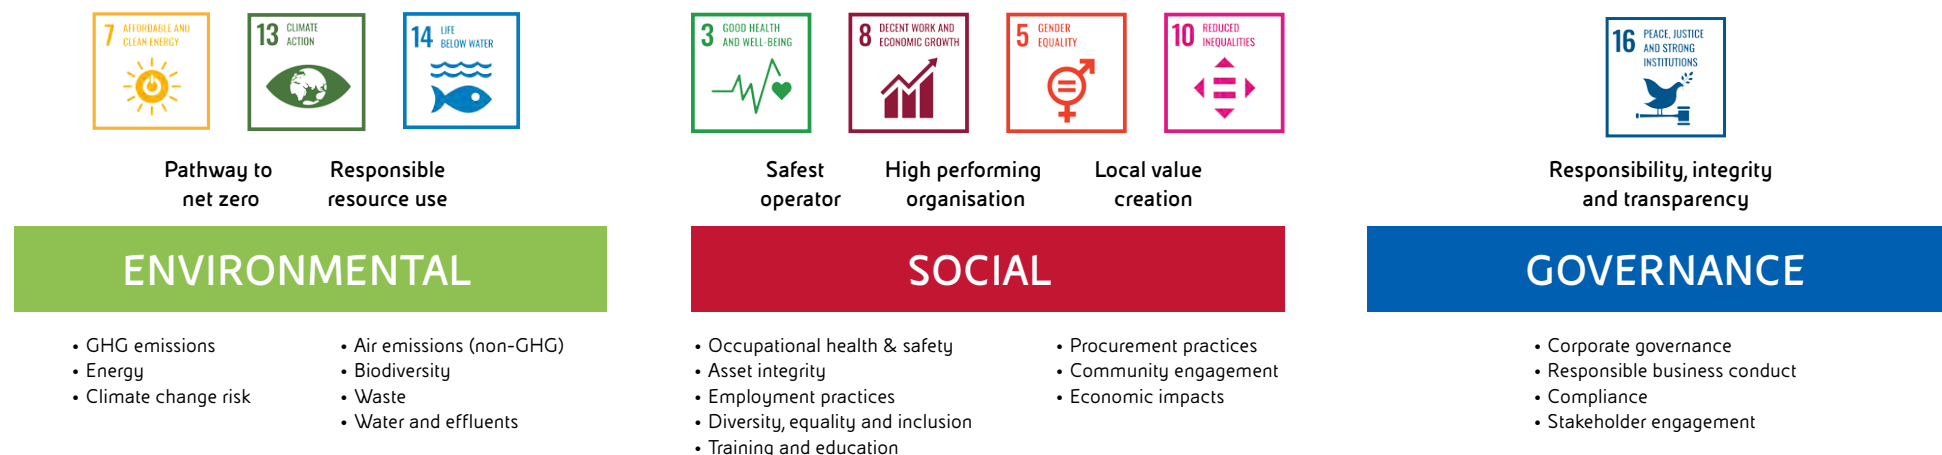 7 AFFORDABLE AND
CLEAN ENERGY
13 CLIMATE
ACTION
14 LIFE
BELOW WATER
Pathway to
net zero
Responsible
resource use
ENVIRONMENTAL
• GHG emissions
• Energy
• Climate change risk
• Air emissions (non-GHG)
• Biodiversity
• Waste
• Water and effluents
3 GOOD HEALTH
AND WELL-BEING
8 DECENT WORK AND
ECONOMIC GROWTH
5 GENDER
EQUALITY
10 REDUCED
INEQUALITIES
Safest
operator
High performing
organisation
Local value
creation
SOCIAL
• Occupational health & safety
• Asset integrity
• Employment practices
• Diversity, equality and inclusion
• Training and education
• Procurement practices
• Community engagement
• Economic impacts
16 PEACE, JUSTICE
AND STRONG
INSTITUTIONS
Responsibility, integrity
and transparency
GOVERNANCE
• Corporate governance
• Responsible business conduct
• Compliance
• Stakeholder engagement